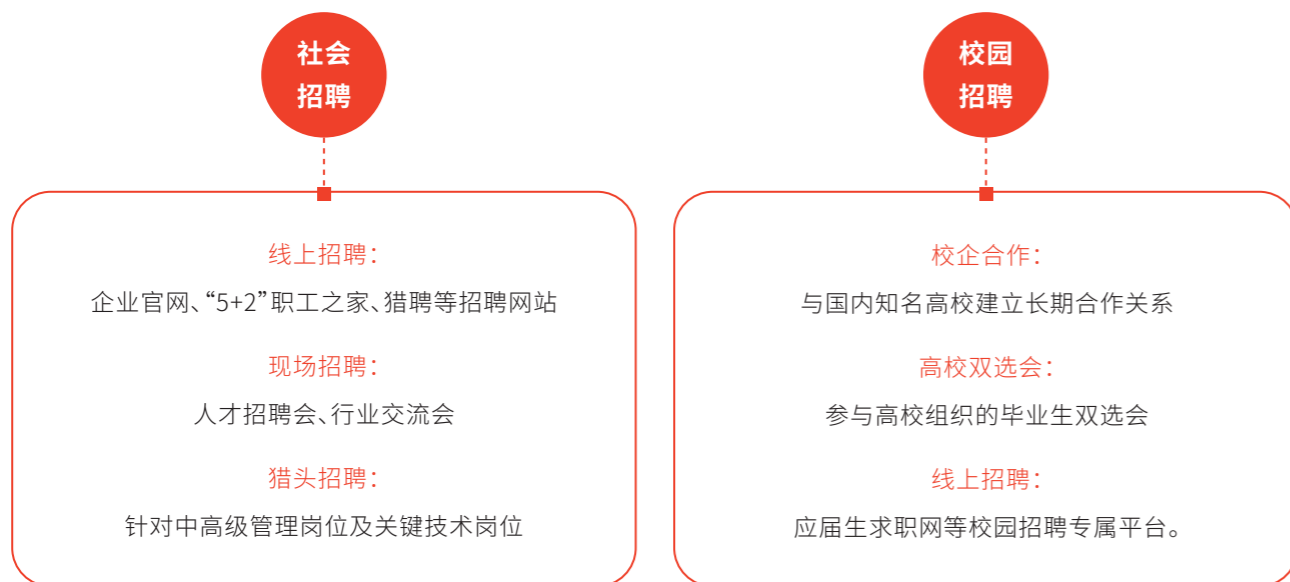 社会
招聘
线上招聘：
企业官网、“5+2”职工之家、猎聘等招聘网站
现场招聘：
人才招聘会、行业交流会
猎头招聘：
针对中高级管理岗位及关键技术岗位
校园
招聘
校企合作：
与国内知名高校建立长期合作关系
高校双选会：
参与高校组织的毕业生双选会
线上招聘：
应届生求职网等校园招聘专属平台。